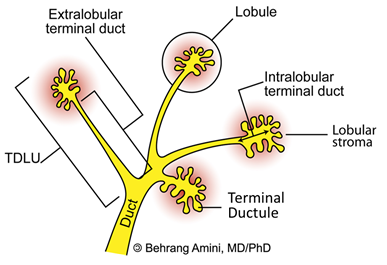 Extralobular
terminal duct
Lobule
Intralobular
terminal duct
Lobular
stroma
TDLU
Terminal
Ductule
Duct
© Behrang Amini, MD/PhD